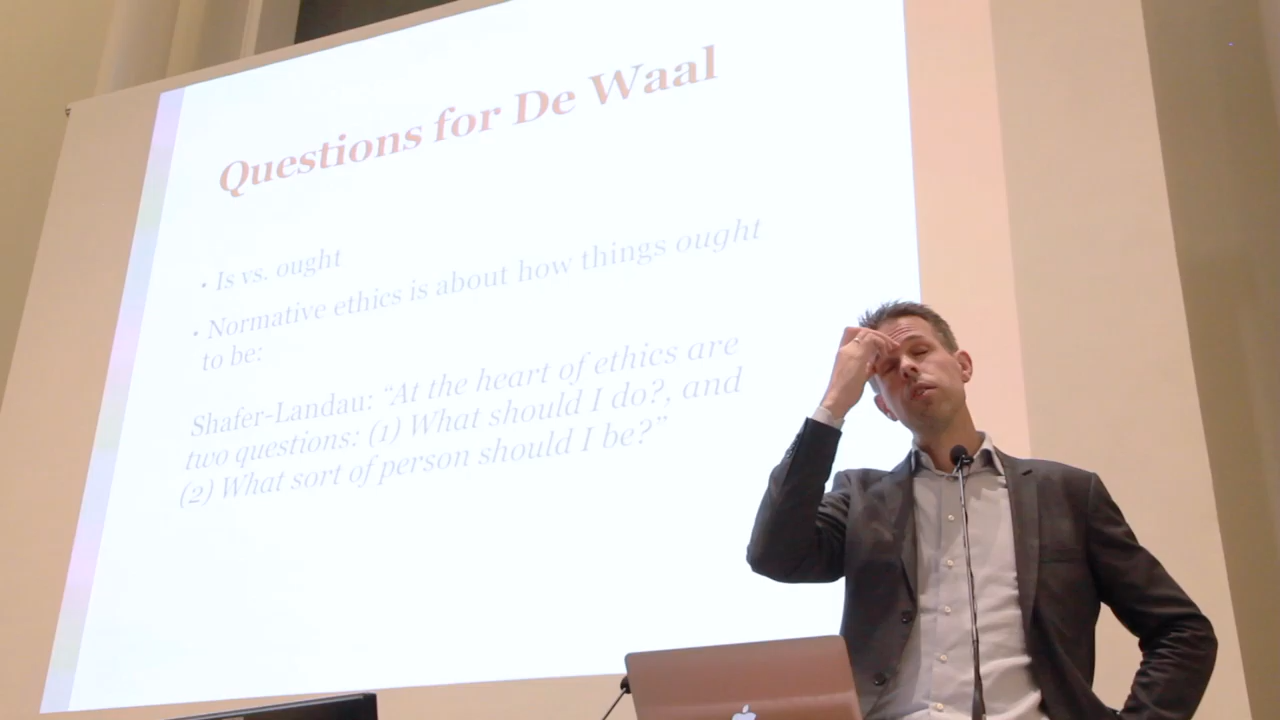 Questions for De Waal
• Is vs. ought
• Normative ethics is about how things ought
to be:
Shafer-Landau: “At the heart of ethics are
two questions: (1) What should I do?, and
(2) What sort of person should I be?”